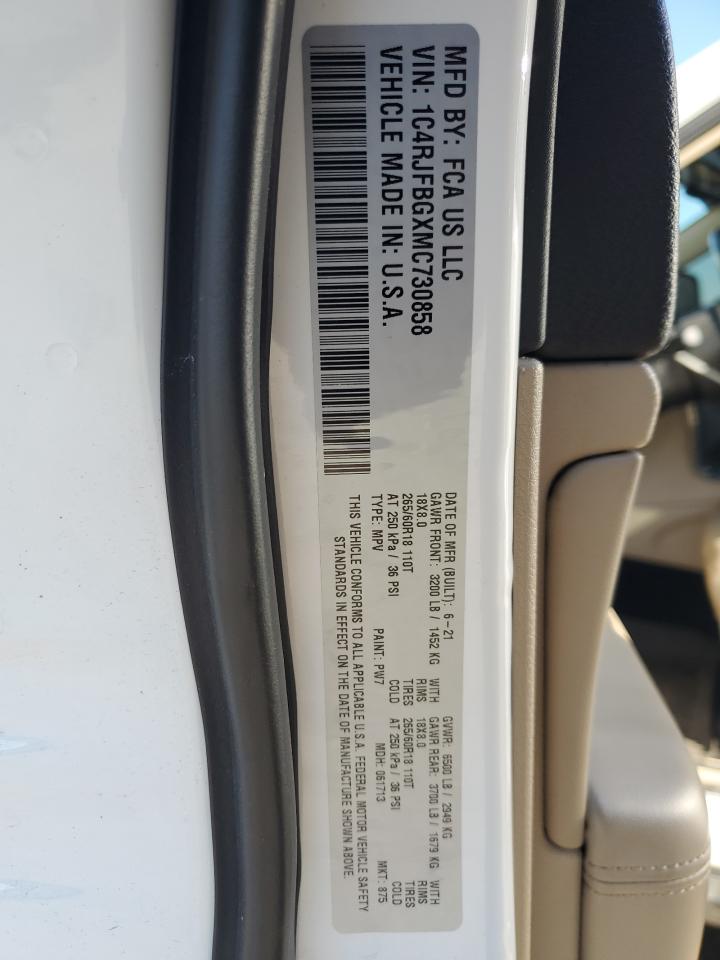 MFD BY: FCA US LLC
VIN: 1C4RJFBGXMC730858
VEHICLE MADE IN: U.S.A.
DATE OF MFR (BUILT): 6-21 GVWR: 6500 LB / 2949 KG
GAWR FRONT: 3200 LB / 1452 KG WITH GAWR REAR: 3700 LB / 1679 KG WITH
18X8.0 RIMS 18X8.0 RIMS
265/60R18 110T TIRES 265/60R18 110T TIRES
AT 250 kPa / 36 PSI COLD AT 250 kPa / 36 PSI COLD
TYPE: MPV PAINT: PW7 MDH: 061713 MKT: 875
THIS VEHICLE CONFORMS TO ALL APPLICABLE U.S.A. FEDERAL MOTOR VEHICLE SAFETY
STANDARDS IN EFFECT ON THE DATE OF MANUFACTURE SHOWN ABOVE.